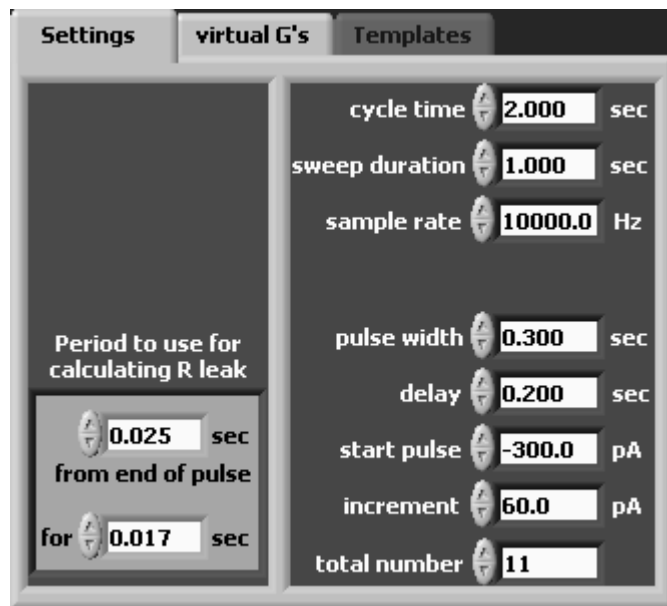 Settings virtual G's Templates
cycle time 2.000 sec
sweep duration 1.000 sec
sample rate 10000.0 Hz
pulse width 0.300 sec
delay 0.200 sec
start pulse -300.0 pA
increment 60.0 pA
total number 11
Period to use for
calculating R leak
0.025 sec
from end of pulse
for 0.017 sec